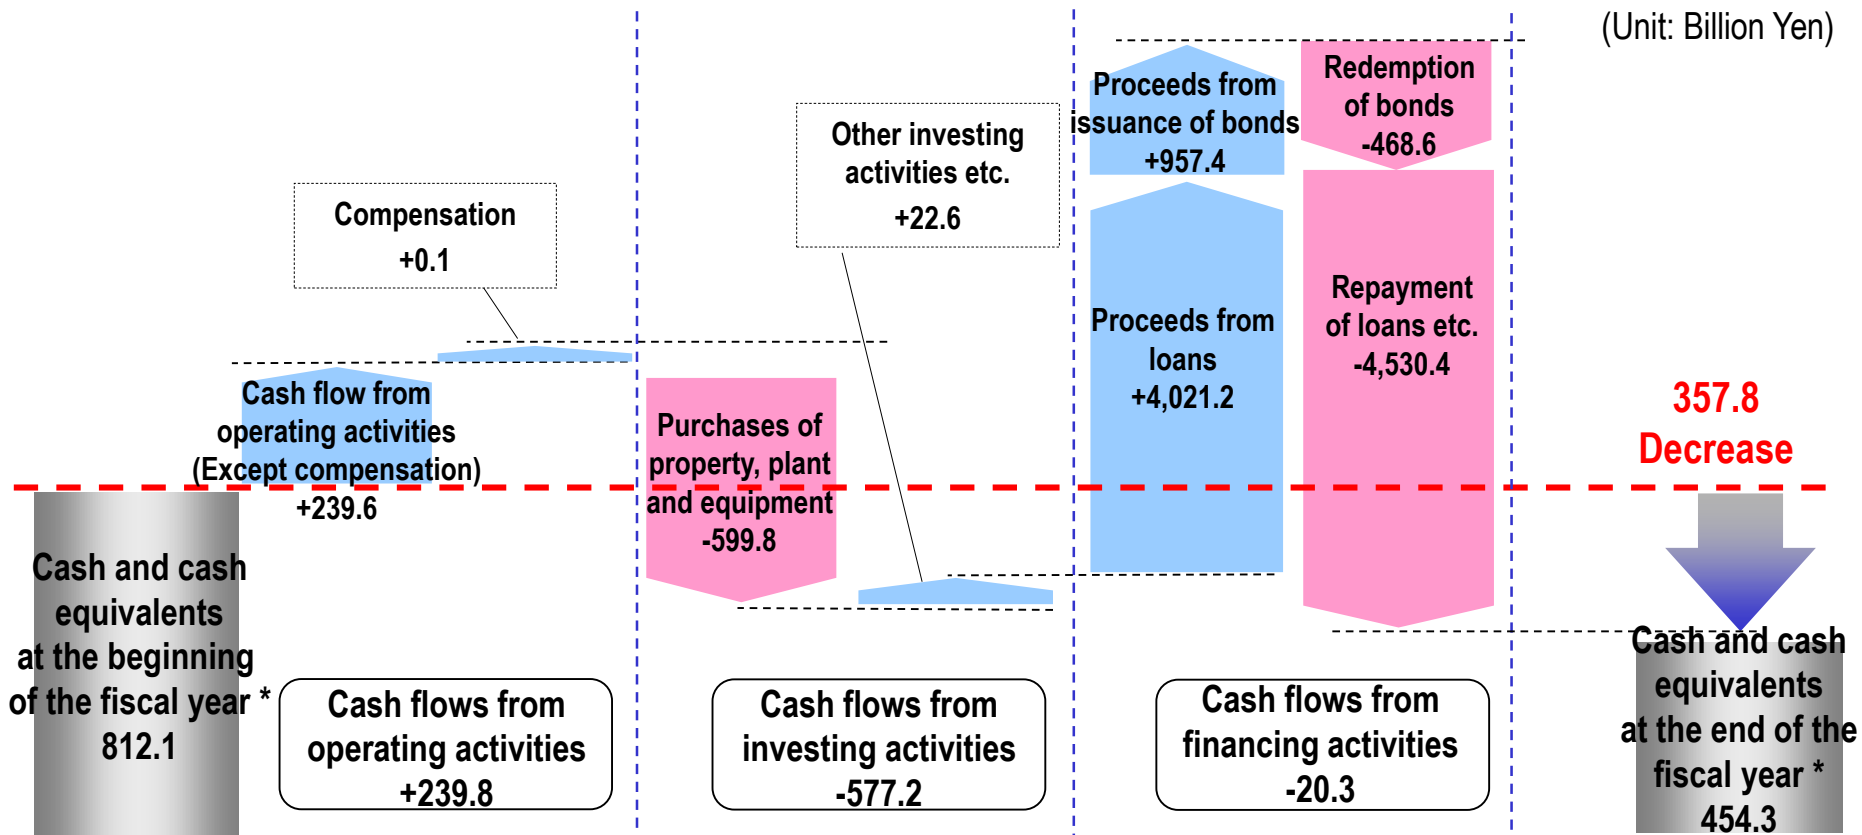 (Unit: Billion Yen)
Compensation
+0.1
Cash flow from
operating activities
(Except compensation)
+239.6
Cash and cash
equivalents
at the beginning
of the fiscal year *
812.1
Cash flows from
operating activities
+239.8
Other investing
activities etc.
+22.6
Purchases of
property, plant
and equipment
-599.8
Cash flows from
investing activities
-577.2
Proceeds from
issuance of bonds
+957.4
Redemption
of bonds
-468.6
Proceeds from
loans
+4,021.2
Repayment
of loans etc.
-4,530.4
Cash flows from
financing activities
-20.3
357.8
Decrease
Cash and cash
equivalents
at the end of the
fiscal year *
454.3